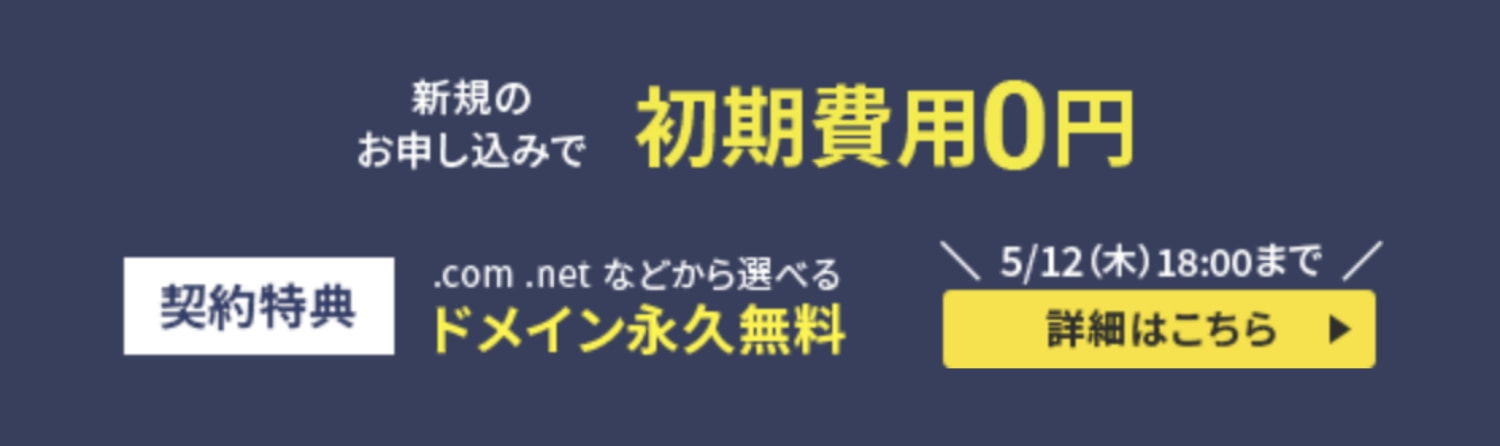 新規の
お申し込みで
初期費用0円
契約特典
.com .net などから選べる
ドメイン永久無料
＼ 5/12(木)18:00まで ／
詳細はこちら ▶